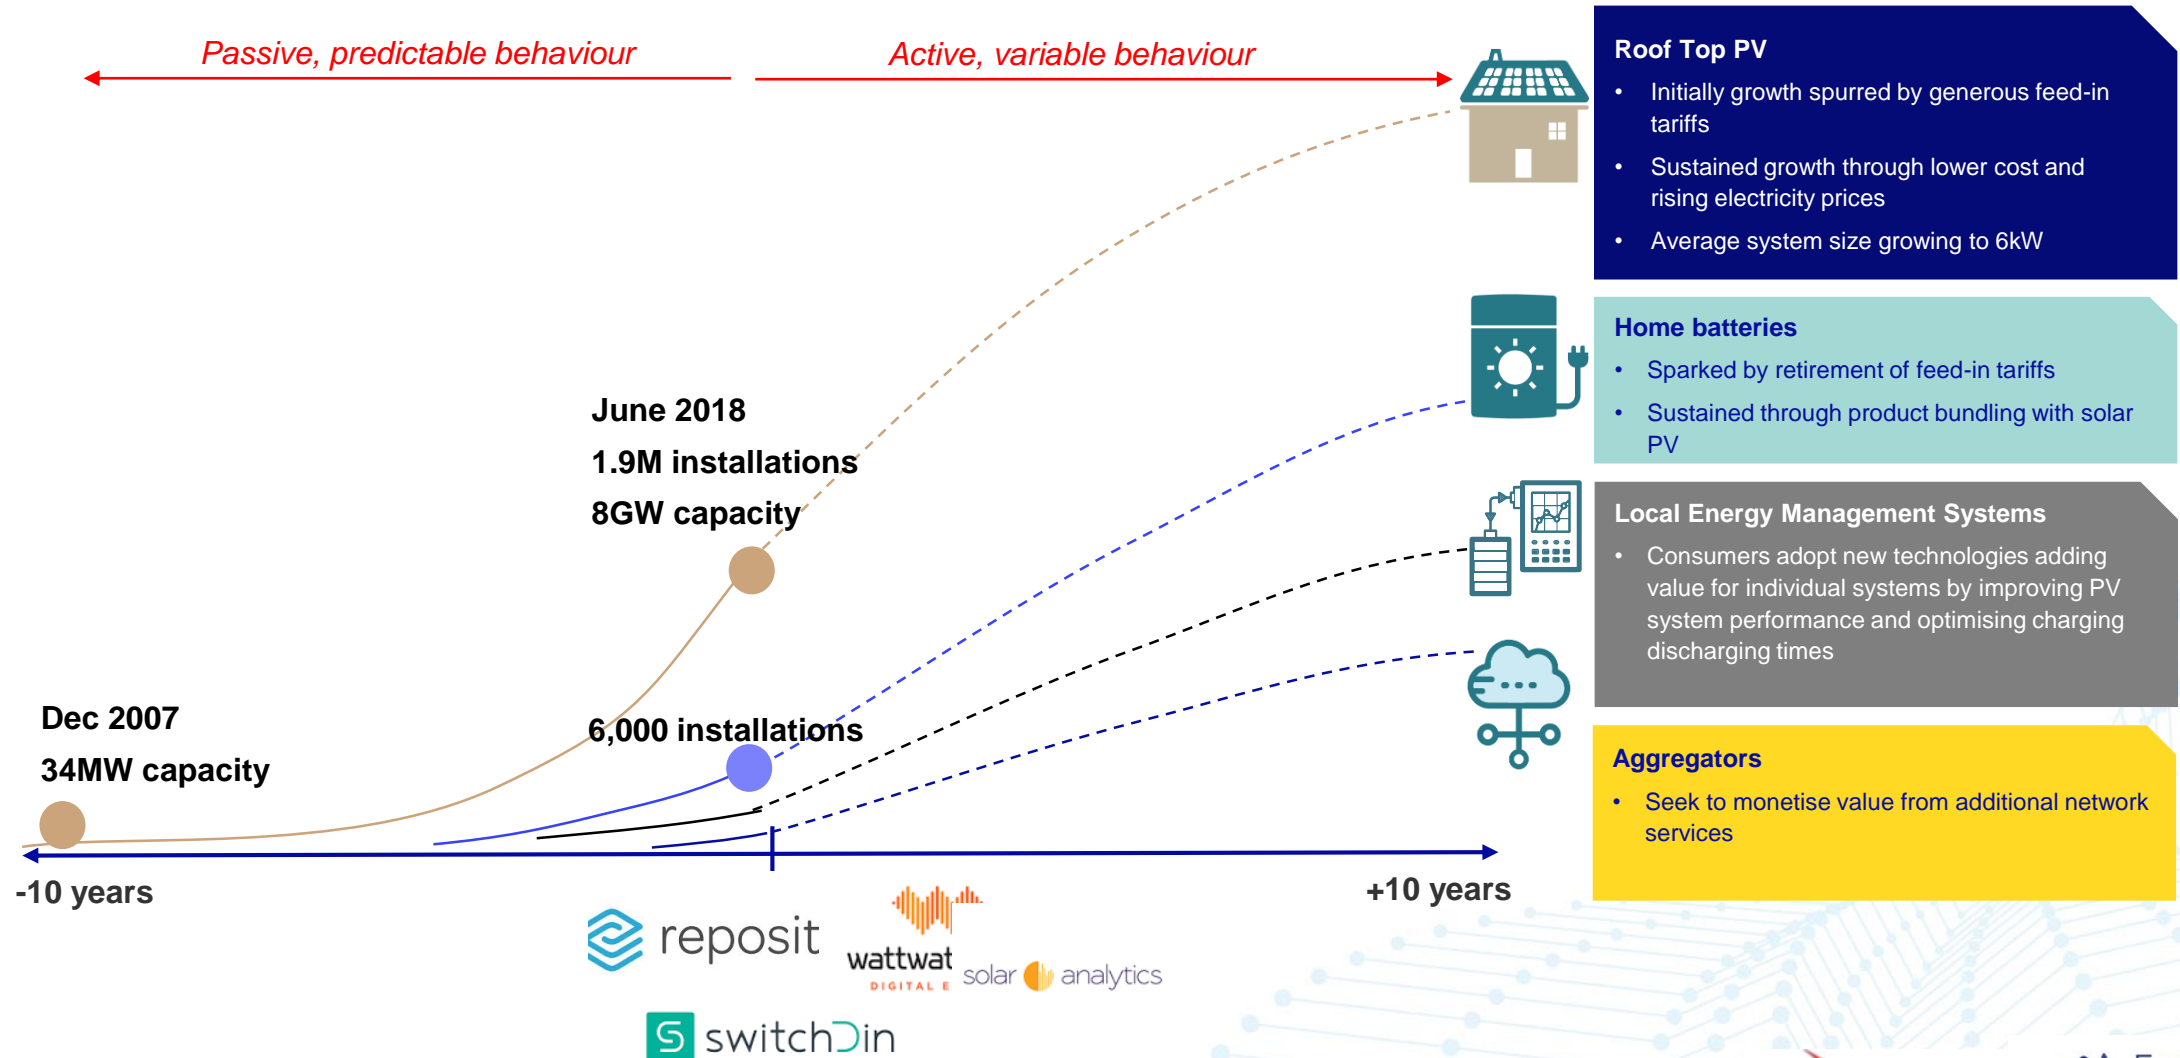 Passive, predictable behaviour
Active, variable behaviour
Roof Top PV
• Initially growth spurred by generous feed-in
tariffs
• Sustained growth through lower cost and
rising electricity prices
• Average system size growing to 6kW
Home batteries
• Sparked by retirement of feed-in tariffs
• Sustained through product bundling with solar
PV
June 2018
1.9M installations
8GW capacity
Local Energy Management Systems
• Consumers adopt new technologies adding
value for individual systems by improving PV
system performance and optimising charging
discharging times
Dec 2007
34MW capacity
6,000 installations
Aggregators
• Seek to monetise value from additional network
services
-10 years
+10 years
reposit
wattwat
DIGITAL E
solar analytics
S switchDin